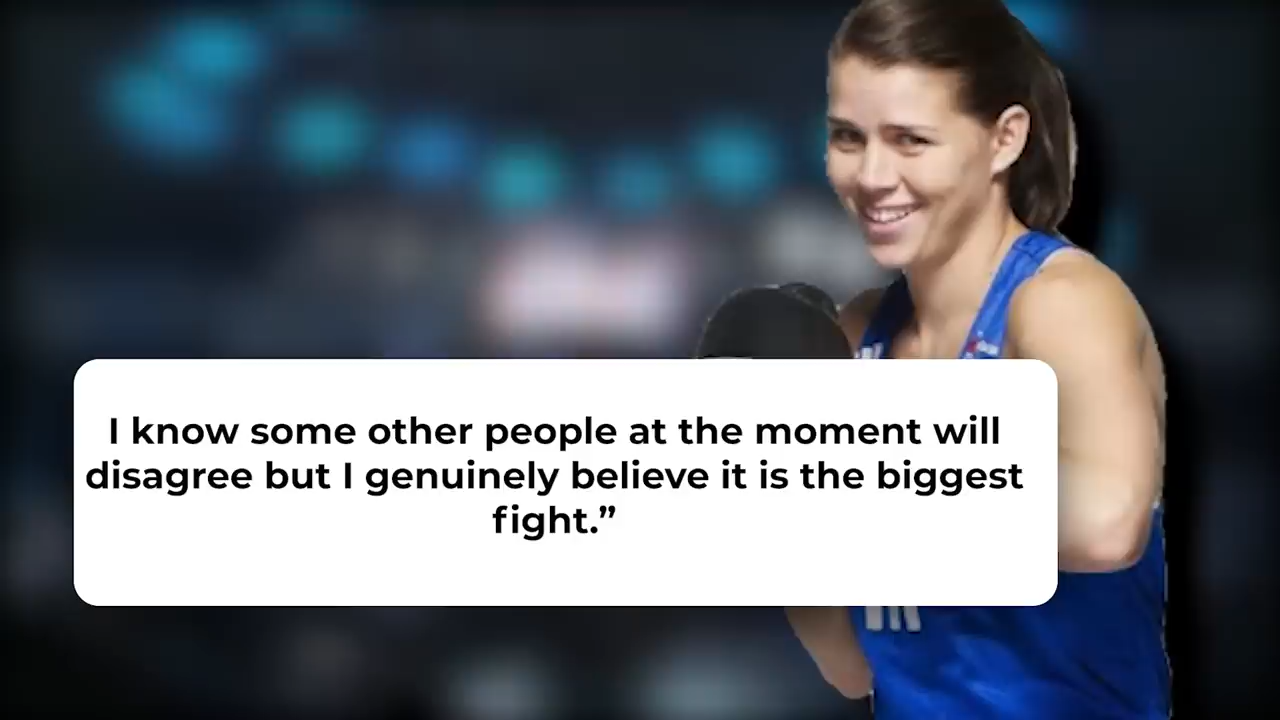 I know some other people at the moment will
disagree but I genuinely believe it is the biggest
fight.”